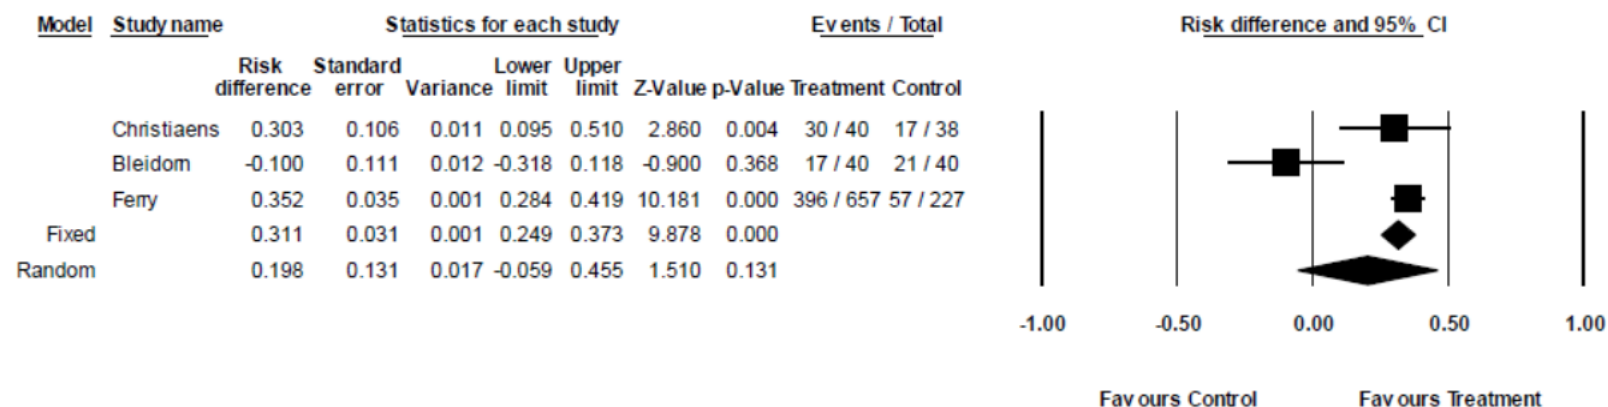 Model Study name Statistics for each study Events / Total Risk difference and 95% CI
Risk Standard Lower Upper
difference error Variance limit limit Z-Value p-Value Treatment Control
Christiaens 0.303 0.106 0.011 0.095 0.510 2.860 0.004 30 / 40 17 / 38
Bleidorn -0.100 0.111 0.012 -0.318 0.118 -0.900 0.368 17 / 40 21 / 40
Ferry 0.352 0.035 0.001 0.284 0.419 10.181 0.000 396 / 657 57 / 227
Fixed 0.311 0.031 0.001 0.249 0.373 9.878 0.000
Random 0.198 0.131 0.017 -0.059 0.455 1.510 0.131
-1.00 -0.50 0.00 0.50 1.00
Favours Control Favours Treatment